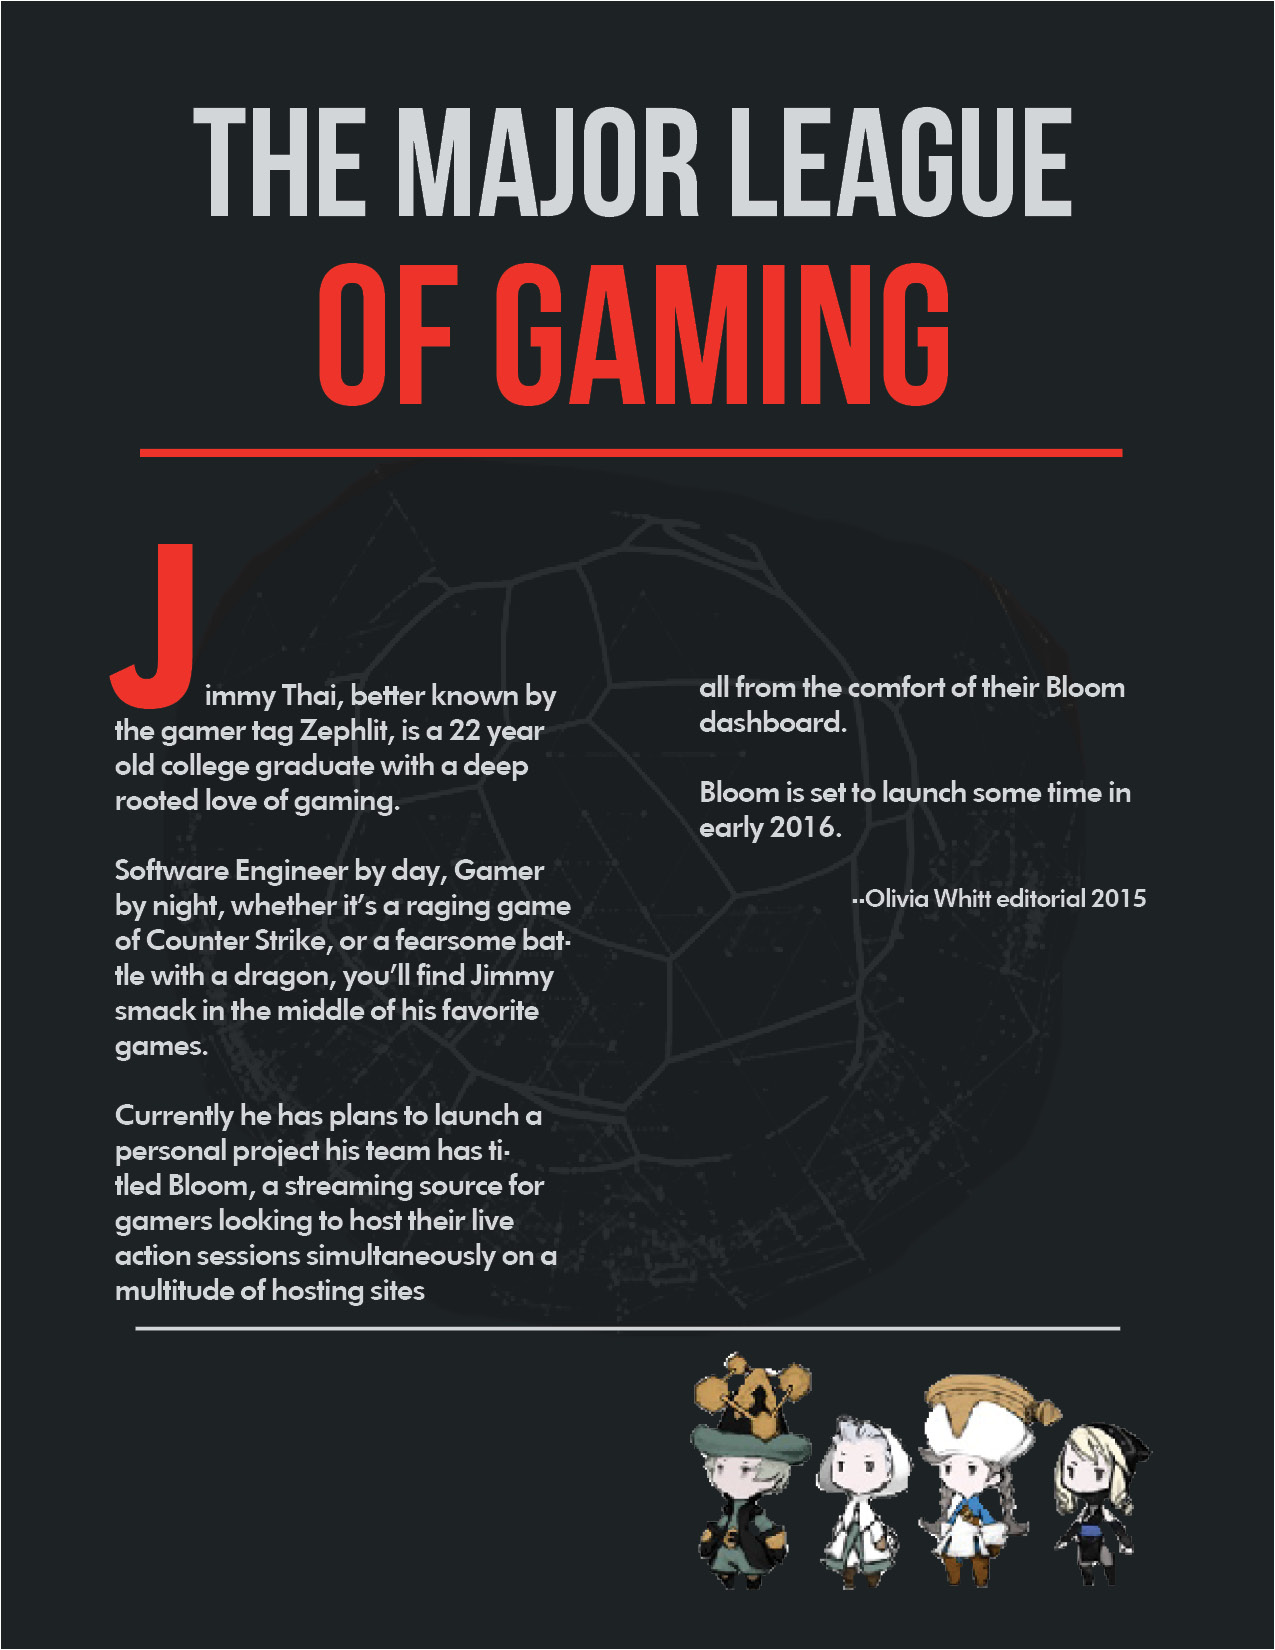 THE MAJOR LEAGUE
OF GAMING
Jimmy Thai, better known by
the gamer tag Zephlit, is a 22 year
old college graduate with a deep
rooted love of gaming.
Software Engineer by day, Gamer
by night, whether it's a raging game
of Counter Strike, or a fearsome bat-
tle with a dragon, you'll find Jimmy
smack in the middle of his favorite
games.
Currently he has plans to launch a
personal project his team has ti-
tled Bloom, a streaming source for
gamers looking to host their live
action sessions simultaneously on a
multitude of hosting sites
all from the comfort of their Bloom
dashboard.
Bloom is set to launch some time in
early 2016.
--Olivia Whitt editorial 2015